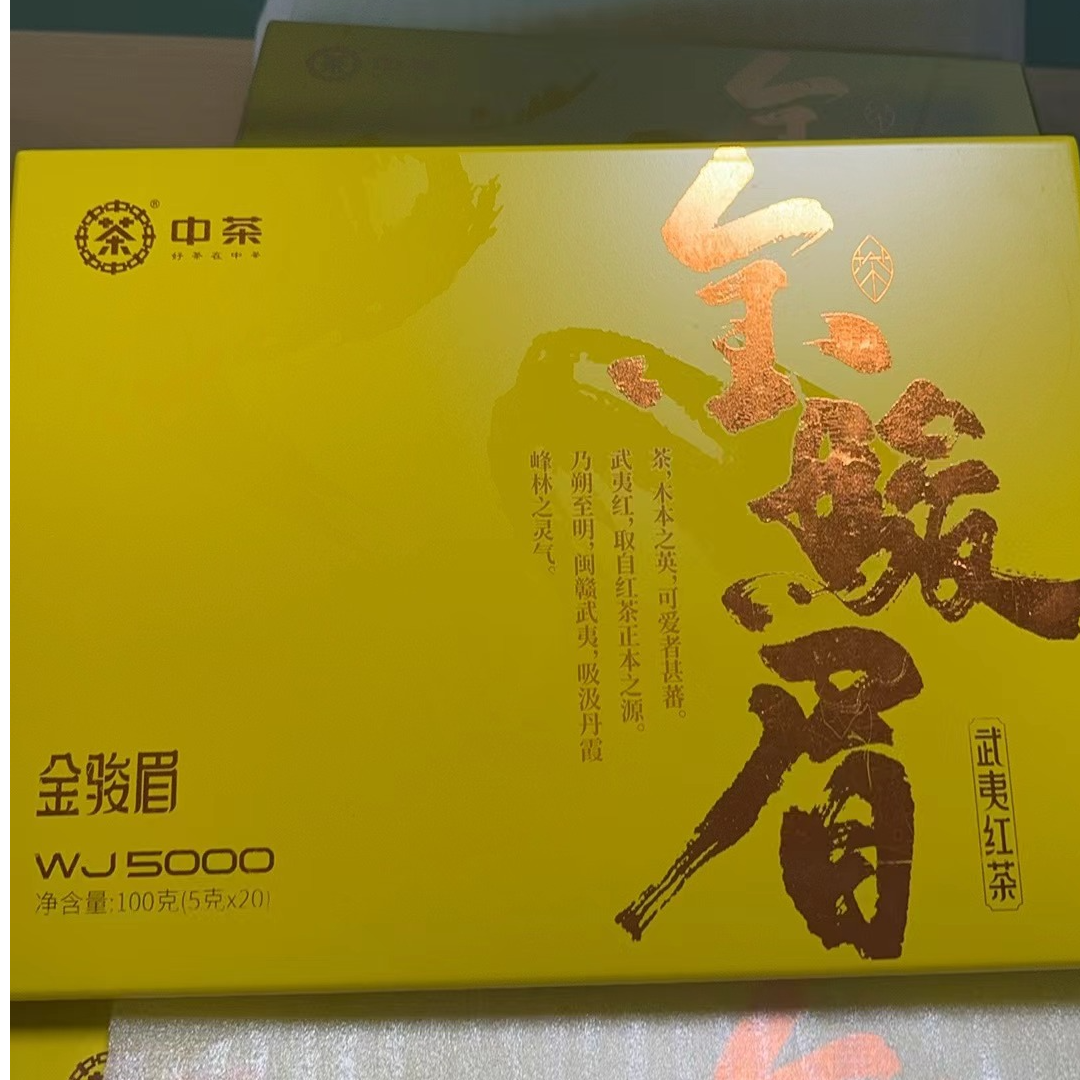 茶
中茶
好茶在中茶
金骏眉
茶
茶,木本之英,可爱者甚蕃。
武夷红,取自红茶正本之源。
乃朔至明,闽赣武夷,吸汲丹霞
峰林之灵气。
武夷红茶
金骏眉
WJ5000
净含量:100克(5克x20)